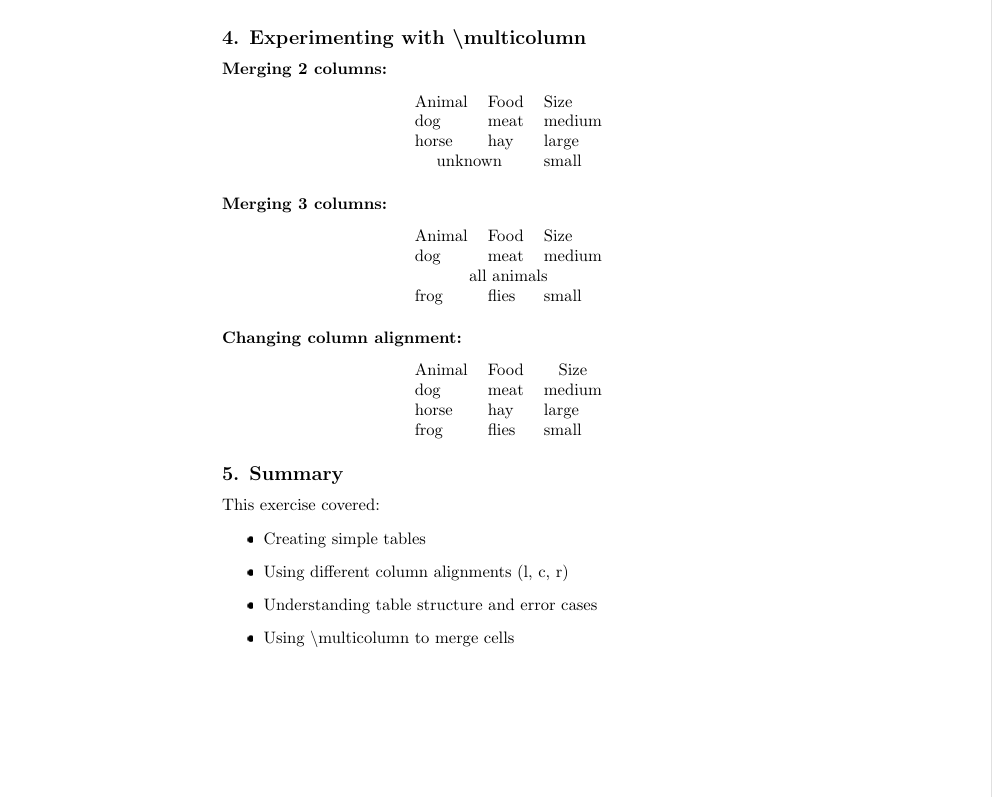 4. Experimenting with \multicolumn
Merging 2 columns:
Animal Food Size
dog meat medium
horse hay large
unknown small
Merging 3 columns:
Animal Food Size
dog meat medium
all animals
frog flies small
Changing column alignment:
Animal Food Size
dog meat medium
horse hay large
frog flies small
5. Summary
This exercise covered:
• Creating simple tables
• Using different column alignments (l, c, r)
• Understanding table structure and error cases
• Using \multicolumn to merge cells